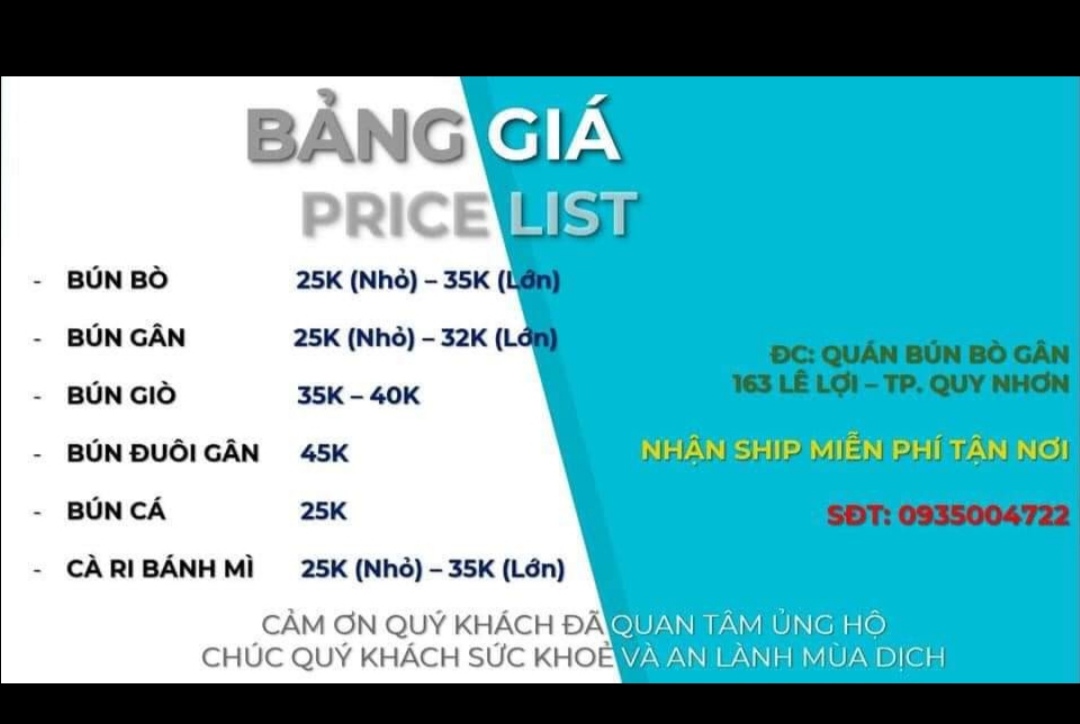 BẢNG GIÁ
PRICE LIST
- BÚN BÒ 25K (Nhỏ) – 35K (Lớn)
- BÚN GÂN 25K (Nhỏ) – 32K (Lớn)
- BÚN GIÒ 35K – 40K
- BÚN ĐUÔI GÂN 45K
- BÚN CÁ 25K
- CÀ RI BÁNH MÌ 25K (Nhỏ) – 35K (Lớn)
ĐC: QUÁN BÚN BÒ GÂN
163 LÊ LỢI – TP. QUY NHƠN
NHẬN SHIP MIỄN PHÍ TẬN NƠI
SĐT: 0935004722
CẢM ƠN QUÝ KHÁCH ĐÃ QUAN TÂM ỦNG HỘ
CHÚC QUÝ KHÁCH SỨC KHOẺ VÀ AN LÀNH MÙA DỊCH